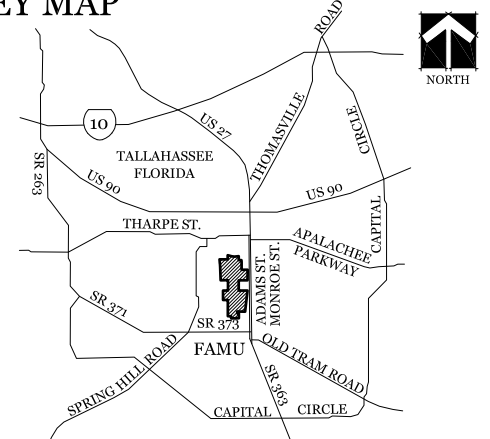 EY MAP
ROAD
NORTH
10
US 27
THOMASVILLE
CIRCLE
TALLAHASSEE
FLORIDA
SR 263
US 90
US 90
CAPITAL
THARPE ST.
APALACHEE
PARKWAY
ADAMS ST.
MONROE ST.
SR 371
SR 373
FAMU
OLD TRAM ROAD
SPRING HILL ROAD
SR 363
CAPITAL CIRCLE